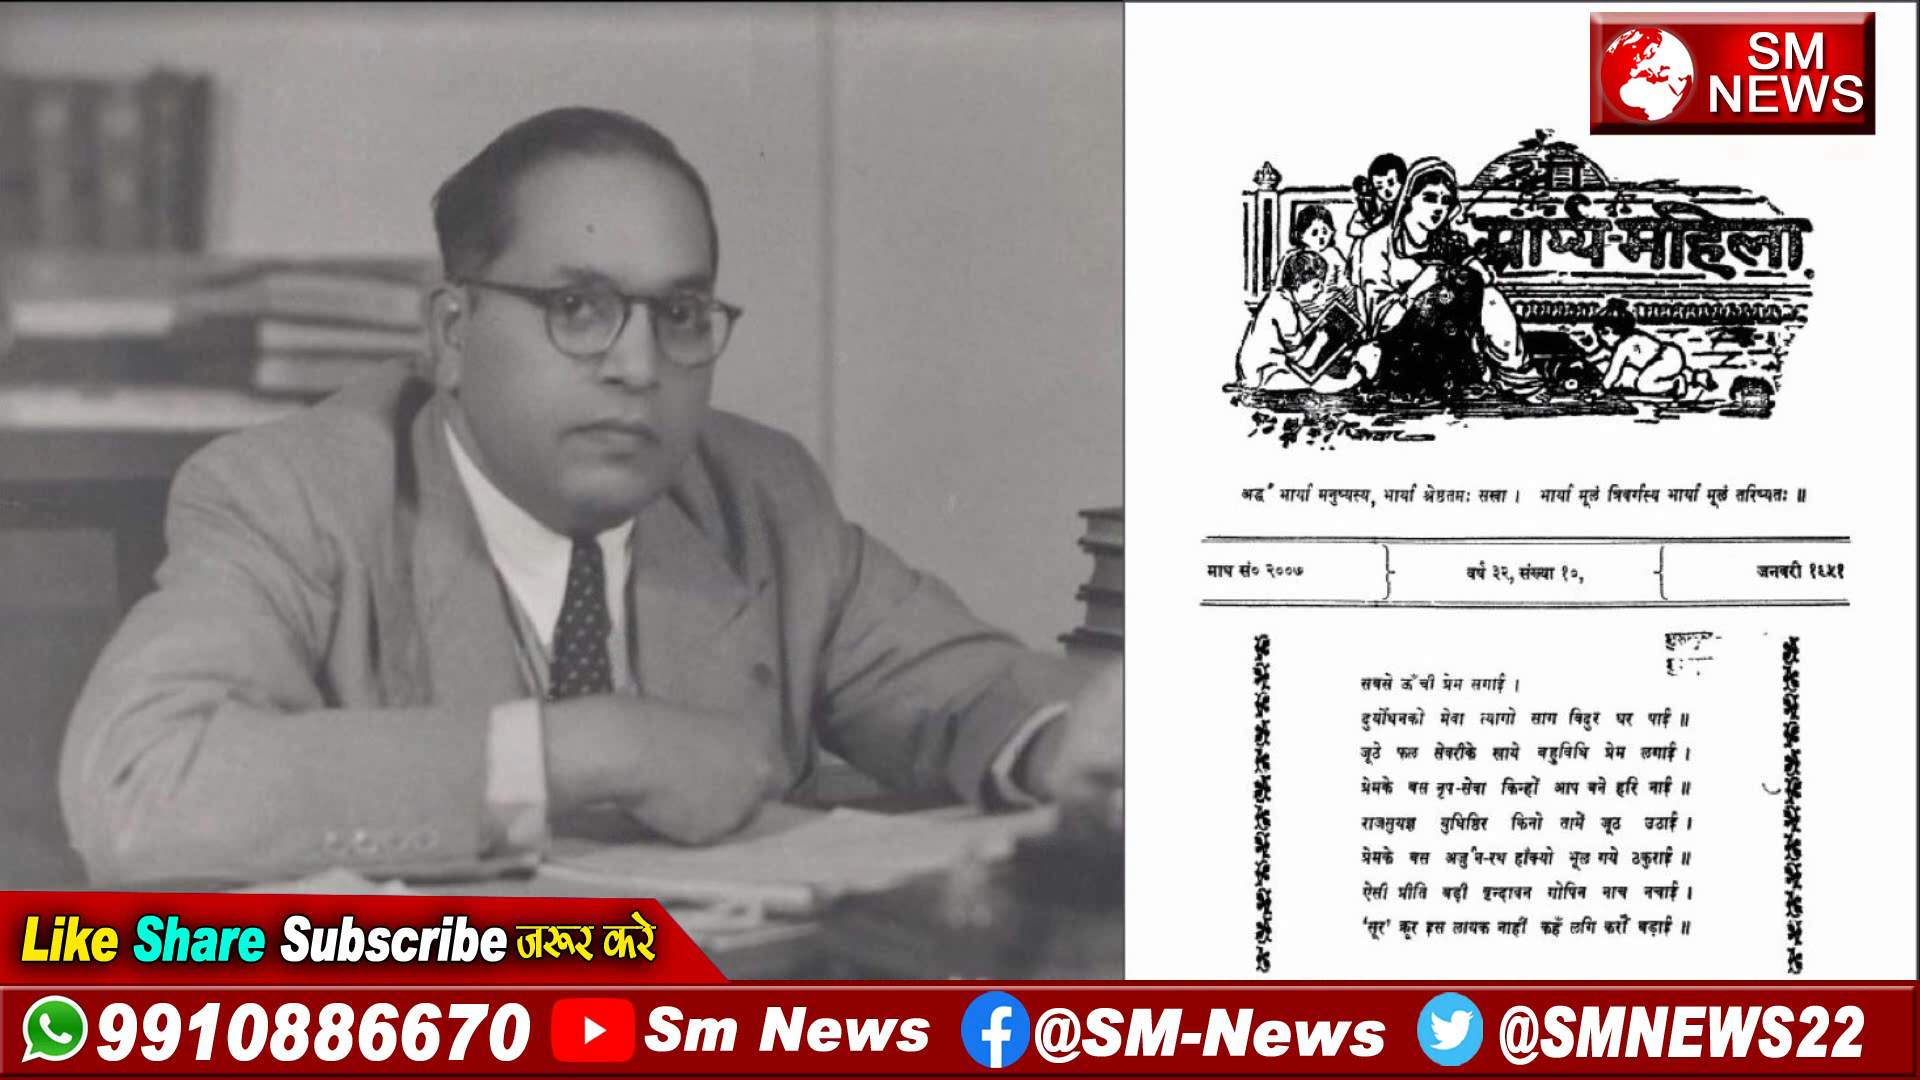 SM
NEWS
श्री
आर्य्य-महिला
अर्द्धं भार्या मनुष्यस्य, भार्या श्रेष्ठतमः सखा । भार्या मूलं त्रिवर्गस्य भार्या मूलं तरिष्यतः ॥
माघ सं० २००७ वर्ष ३२, संख्या १०, जनवरी १९५१
सबसे ऊँची प्रेम सगाई ।
दुर्योधनको मेवा त्यागो साग विदुर घर पाई ॥
जूठे फल सेवरीके खाये बहुविधि प्रेम लगाई ।
प्रेमके बस नृप-सेवा किन्हों आप बने हरि नाई ॥
राजसुयज्ञ युधिष्ठिर किनो तामें जूठ उठाई ।
प्रेमके बस अर्जुन-रथ हाँक्यो भूल गये ठकुराई ॥
ऐसी प्रीति बढ़ी वृन्दावन गोपिन नाच नचाई ।
'सूर' क्रूर इस लायक नाहीं कहँ लगि करौं बड़ाई ॥
Like Share Subscribe जरूर करे
9910886670 Sm News @SM-News @SMNEWS22